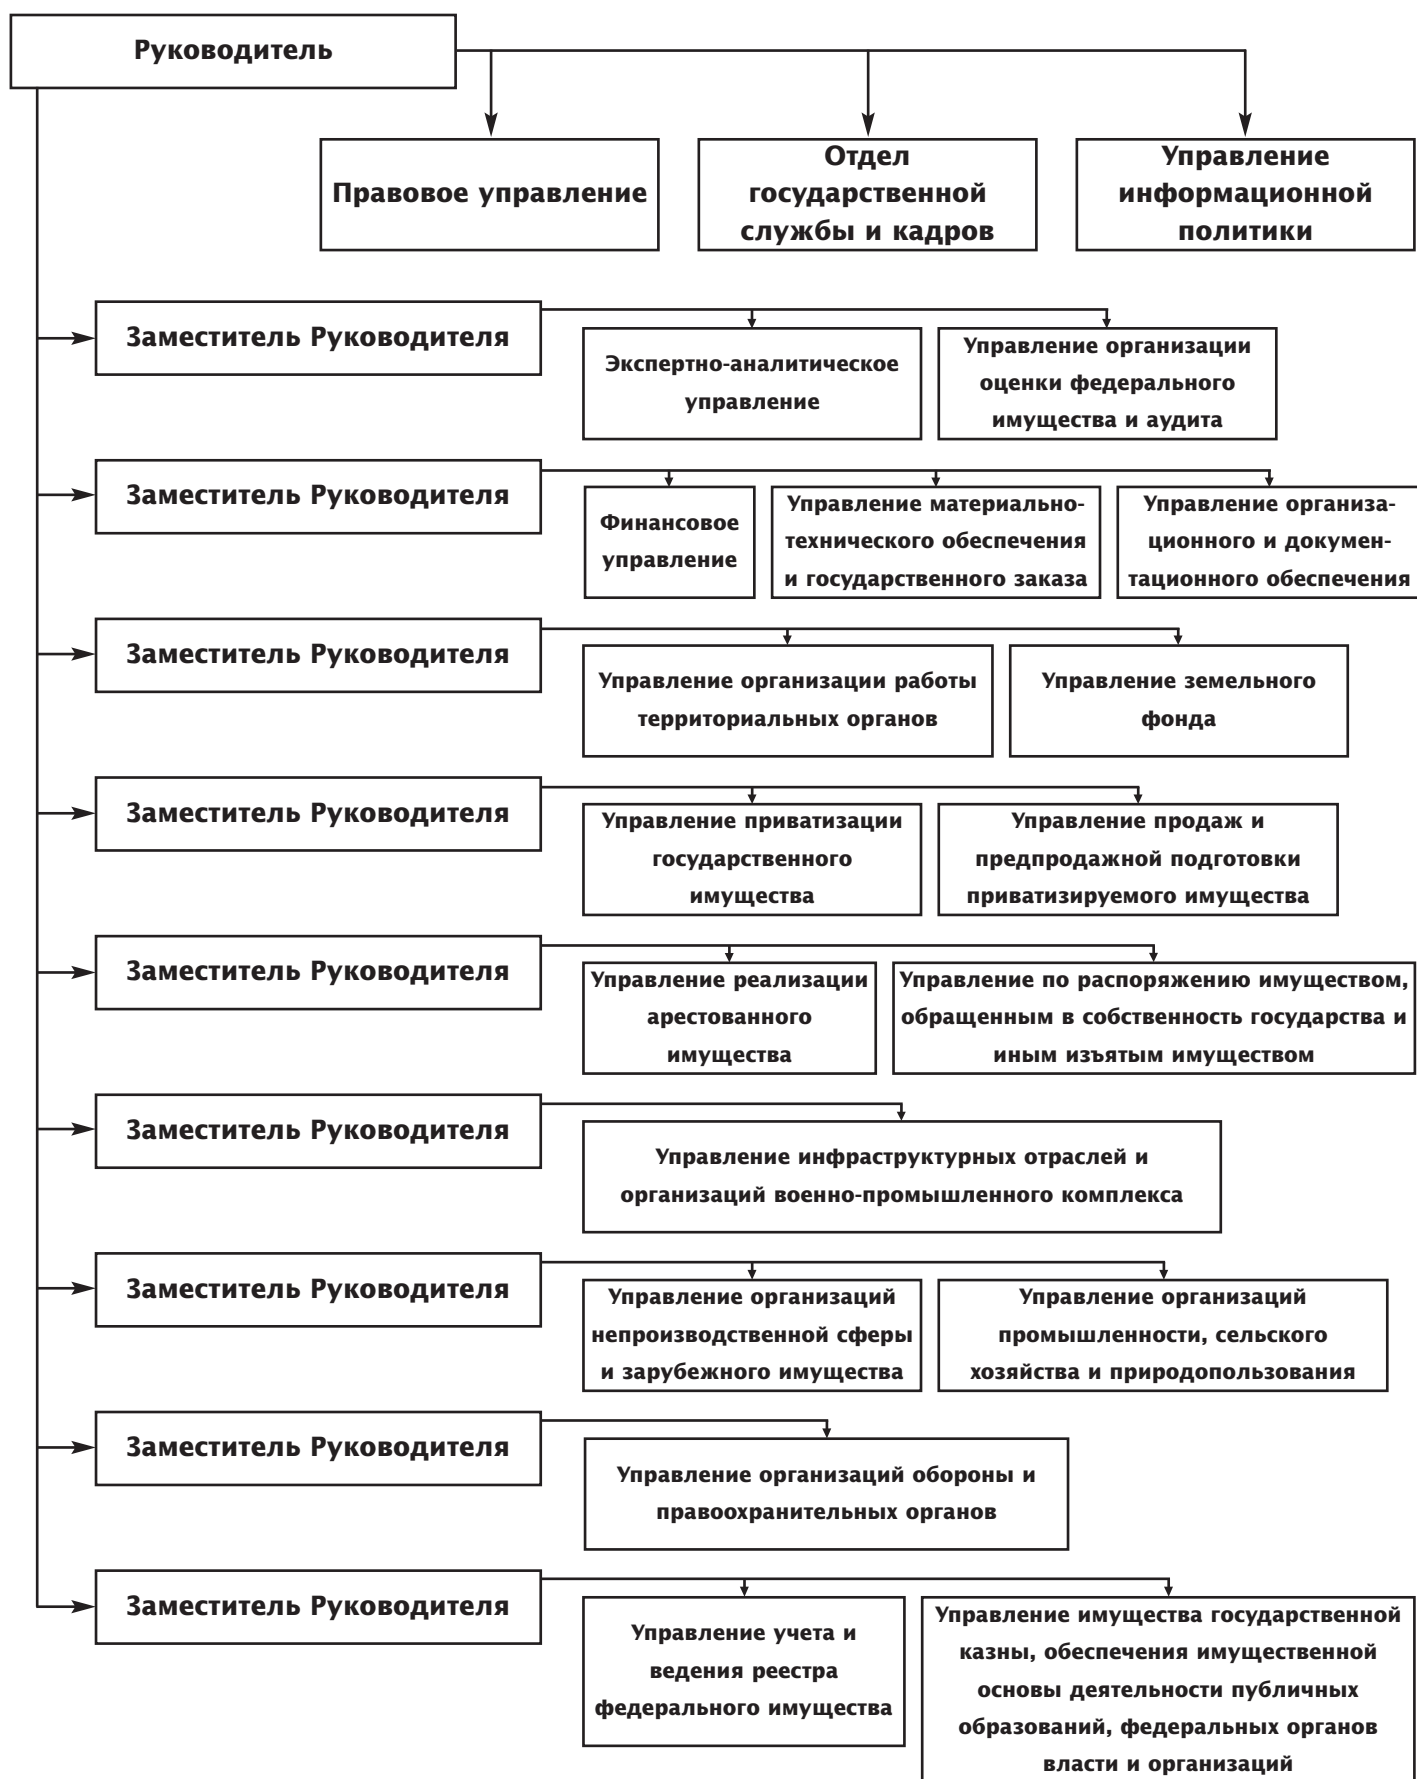 Руководитель
Правовое управление
Отдел
государственной
службы и кадров
Управление
информационной
политики
Заместитель Руководителя
Экспертно-аналитическое
управление
Управление организации
оценки федерального
имущества и аудита
Заместитель Руководителя
Финансовое
управление
Управление материально-
технического обеспечения
и государственного заказа
Управление организа-
ционного и докумен-
тационного обеспечения
Заместитель Руководителя
Управление организации работы
территориальных органов
Управление земельного
фонда
Заместитель Руководителя
Управление приватизации
государственного
имущества
Управление продаж и
предпродажной подготовки
приватизируемого имущества
Заместитель Руководителя
Управление реализации
арестованного
имущества
Управление по распоряжению имуществом,
обращенным в собственность государства и
иным изъятым имуществом
Заместитель Руководителя
Управление инфраструктурных отраслей и
организаций военно-промышленного комплекса
Заместитель Руководителя
Управление организаций
непроизводственной сферы
и зарубежного имущества
Управление организаций
промышленности, сельского
хозяйства и природопользования
Заместитель Руководителя
Управление организаций обороны и
правоохранительных органов
Заместитель Руководителя
Управление учета и
ведения реестра
федерального имущества
Управление имущества государственной
казны, обеспечения имущественной
основы деятельности публичных
образований, федеральных органов
власти и организаций